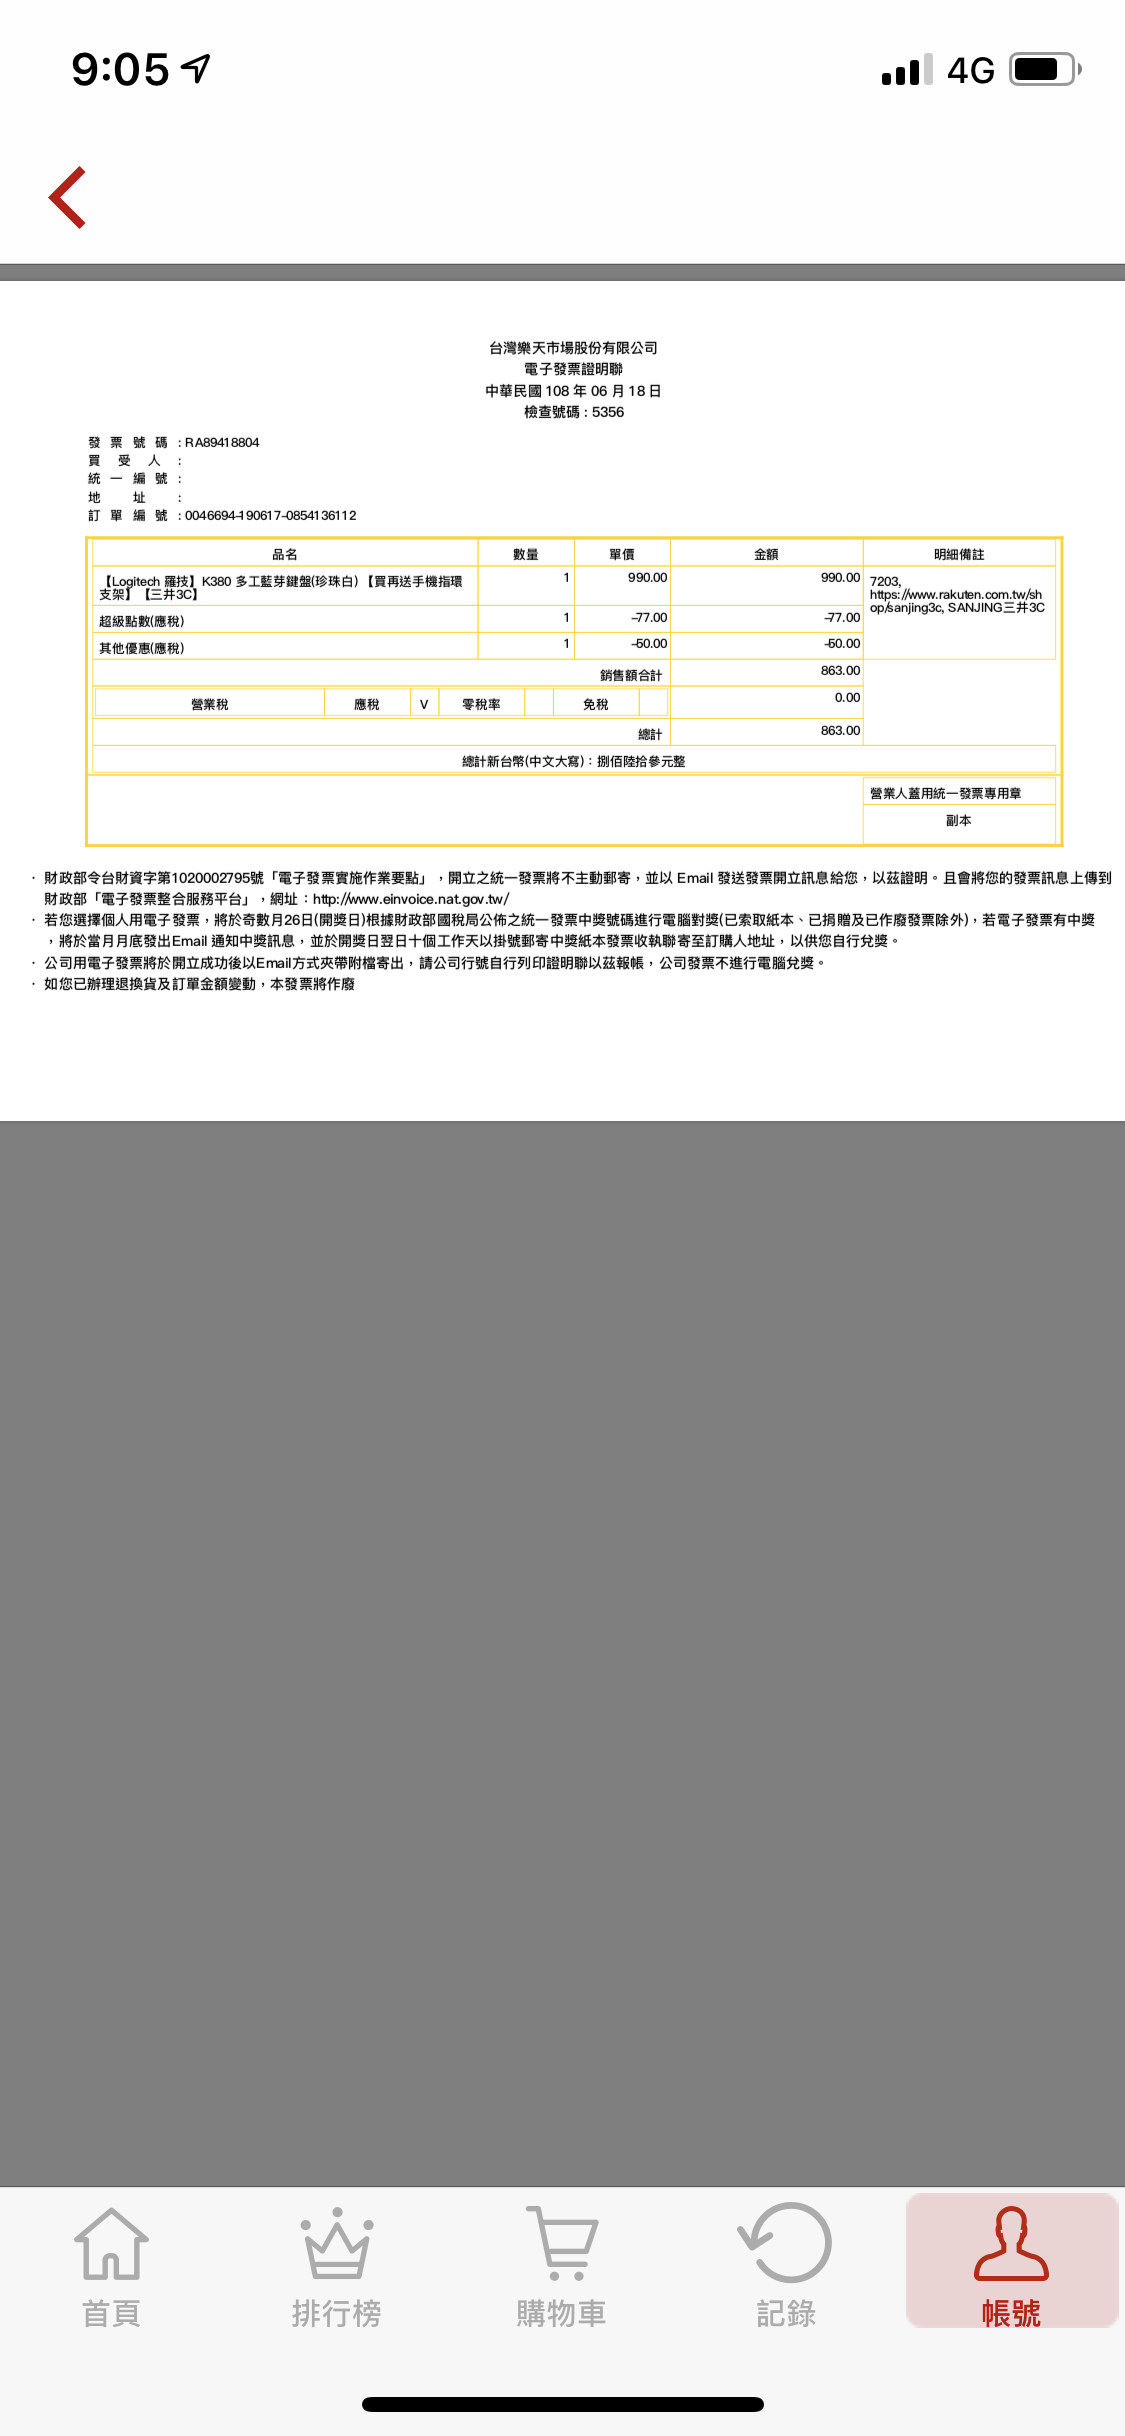 9:05
4G
台灣樂天市場股份有限公司
電子發票證明聯
中華民國 108 年 06 月 18 日
檢查號碼 : 5356
發票號碼 : RA89418804
買受人 :
統一編號 :
地址 :
訂單編號 : 0046694-190617-0854136112
品名 數量 單價 金額 明細備註
【Logitech 羅技】K380 多工藍芽鍵盤(珍珠白)【買再送手機指環 1 990.00 990.00 7203,
支架】【三井3C】 https://www.rakuten.com.tw/sh
op/sanjing3c, SANJING三井3C
超級點數(應稅) 1 -77.00 -77.00
其他優惠(應稅) 1 -50.00 -50.00
銷售額合計 863.00
營業稅 應稅 V 零稅率 免稅 0.00
總計 863.00
總計新台幣(中文大寫)：捌佰陸拾參元整
營業人蓋用統一發票專用章
副本
· 財政部令台財資字第1020002795號「電子發票實施作業要點」，開立之統一發票將不主動郵寄，並以 Email 發送發票開立訊息給您，以茲證明。且會將您的發票訊息上傳到
財政部「電子發票整合服務平台」，網址：http://www.einvoice.nat.gov.tw/
· 若您選擇個人用電子發票，將於奇數月26日(開獎日)根據財政部國稅局公佈之統一發票中獎號碼進行電腦對獎(已索取紙本、已捐贈及已作廢發票除外)，若電子發票有中獎
，將於當月月底發出Email 通知中獎訊息，並於開獎日翌日十個工作天以掛號郵寄中獎紙本發票收執聯寄至訂購人地址，以供您自行兌獎。
· 公司用電子發票將於開立成功後以Email方式夾帶附檔寄出，請公司行號自行列印證明聯以茲報帳，公司發票不進行電腦兌獎。
· 如您已辦理退換貨及訂單金額變動，本發票將作廢
首頁 排行榜 購物車 記錄 帳號